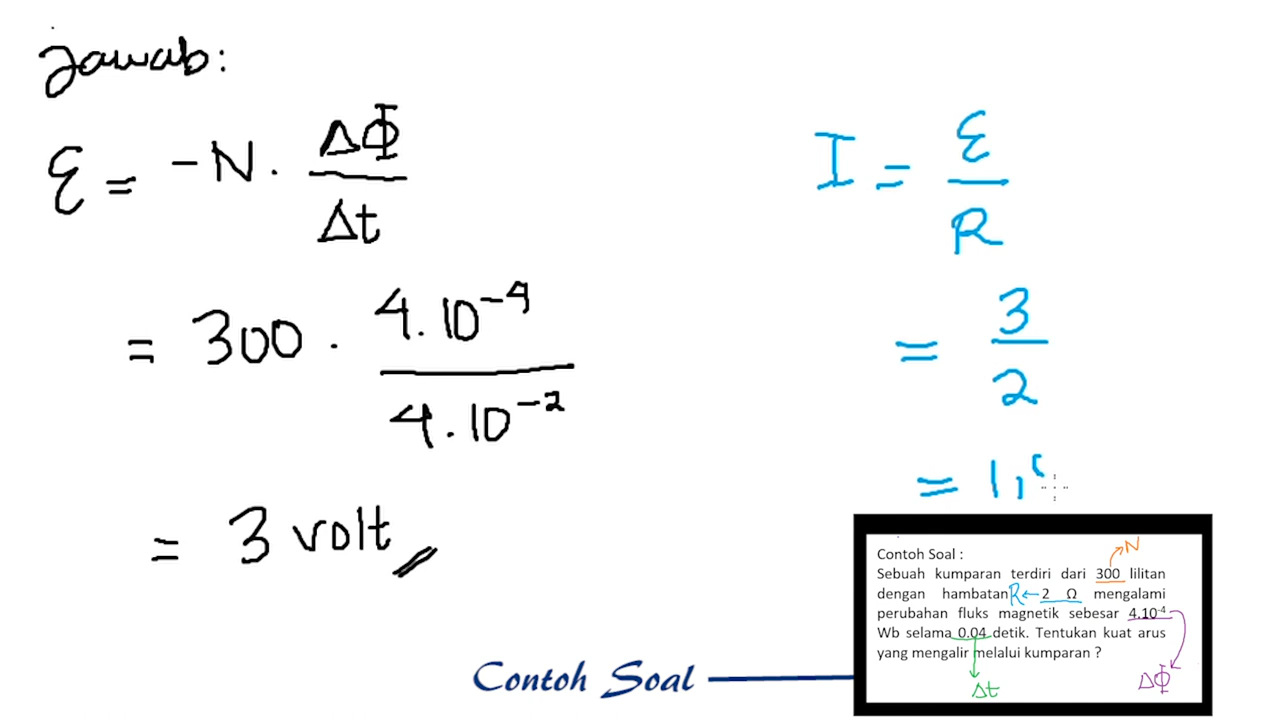 Jawab:
ε = -N. ΔΦ/Δt
= 300 . 4.10⁻⁴/4.10⁻²
= 3 volt
I = ε/R
= 3/2
= 1,
Contoh Soal :
Sebuah kumparan terdiri dari 300 lilitan
dengan hambatan R ← 2 Ω mengalami
perubahan fluks magnetik sebesar 4.10⁻⁴
Wb selama 0.04 detik. Tentukan kuat arus
yang mengalir melalui kumparan ?
N
Δt
ΔΦ
Contoh Soal